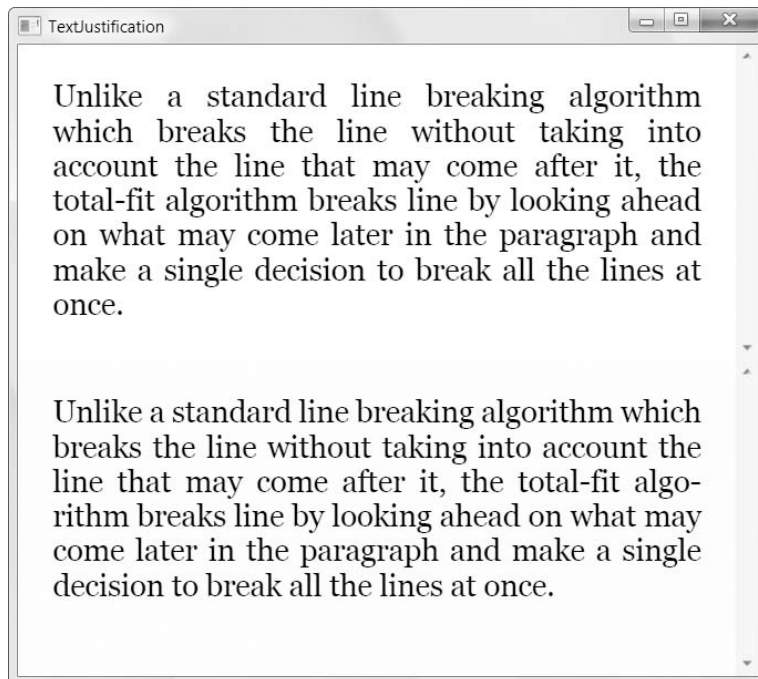 TextJustification
Unlike a standard line breaking algorithm
which breaks the line without taking into
account the line that may come after it, the
total-fit algorithm breaks line by looking ahead
on what may come later in the paragraph and
make a single decision to break all the lines at
once.
Unlike a standard line breaking algorithm which
breaks the line without taking into account the
line that may come after it, the total-fit algo-
rithm breaks line by looking ahead on what may
come later in the paragraph and make a single
decision to break all the lines at once.